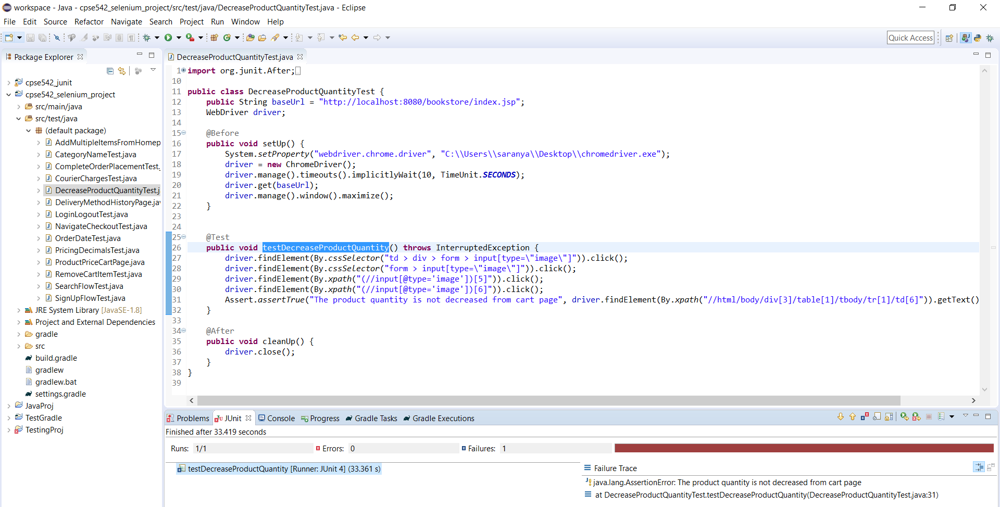 workspace - Java - cpse542_selenium_project/src/test/java/DecreaseProductQuantityTest.java - Eclipse
File Edit Source Refactor Navigate Search Project Run Window Help
Quick Access
Package Explorer
cpse542_junit
cpse542_selenium_project
src/main/java
src/test/java
(default package)
AddMultipleItemsFromHomep
CategoryNameTest.java
CompleteOrderPlacementTest.
CourierChargesTest.java
DecreaseProductQuantityTest.j
DeliveryMethodHistoryPage.jav
LoginLogoutTest.java
NavigateCheckoutTest.java
OrderDateTest.java
PricingDecimalsTest.java
ProductPriceCartPage.java
RemoveCartItemTest.java
SearchFlowTest.java
SignUpFlowTest.java
JRE System Library [JavaSE-1.8]
Project and External Dependencies
gradle
src
build.gradle
gradlew
gradlew.bat
settings.gradle
JavaProj
TestGradle
TestingProj
DecreaseProductQuantityTest.java
1 import org.junit.After;
10
11 public class DecreaseProductQuantityTest {
12 public String baseUrl = "http://localhost:8080/bookstore/index.jsp";
13 WebDriver driver;
14
15 @Before
16 public void setUp() {
17 System.setProperty("webdriver.chrome.driver", "C:\\Users\\saranya\\Desktop\\chromedriver.exe");
18 driver = new ChromeDriver();
19 driver.manage().timeouts().implicitlyWait(10, TimeUnit.SECONDS);
20 driver.get(baseUrl);
21 driver.manage().window().maximize();
22 }
23
24
25 @Test
26 public void testDecreaseProductQuantity() throws InterruptedException {
27 driver.findElement(By.cssSelector("td > div > form > input[type=\"image\"]")).click();
28 driver.findElement(By.cssSelector("form > input[type=\"image\"]")).click();
29 driver.findElement(By.xpath("(//input[@type='image'])[5]")).click();
30 driver.findElement(By.xpath("(//input[@type='image'])[6]")).click();
31 Assert.assertTrue("The product quantity is not decreased from cart page", driver.findElement(By.xpath("//html/body/div[3]/table[1]/tbody/tr[1]/td[6]")).getText()
32 }
33
34 @After
35 public void cleanUp() {
36 driver.close();
37 }
38 }
39
Problems JUnit Console Progress Gradle Tasks Gradle Executions
Finished after 33.419 seconds
Runs: 1/1 Errors: 0 Failures: 1
testDecreaseProductQuantity [Runner: JUnit 4] (33.361 s)
Failure Trace
java.lang.AssertionError: The product quantity is not decreased from cart page
at DecreaseProductQuantityTest.testDecreaseProductQuantity(DecreaseProductQuantityTest.java:31)